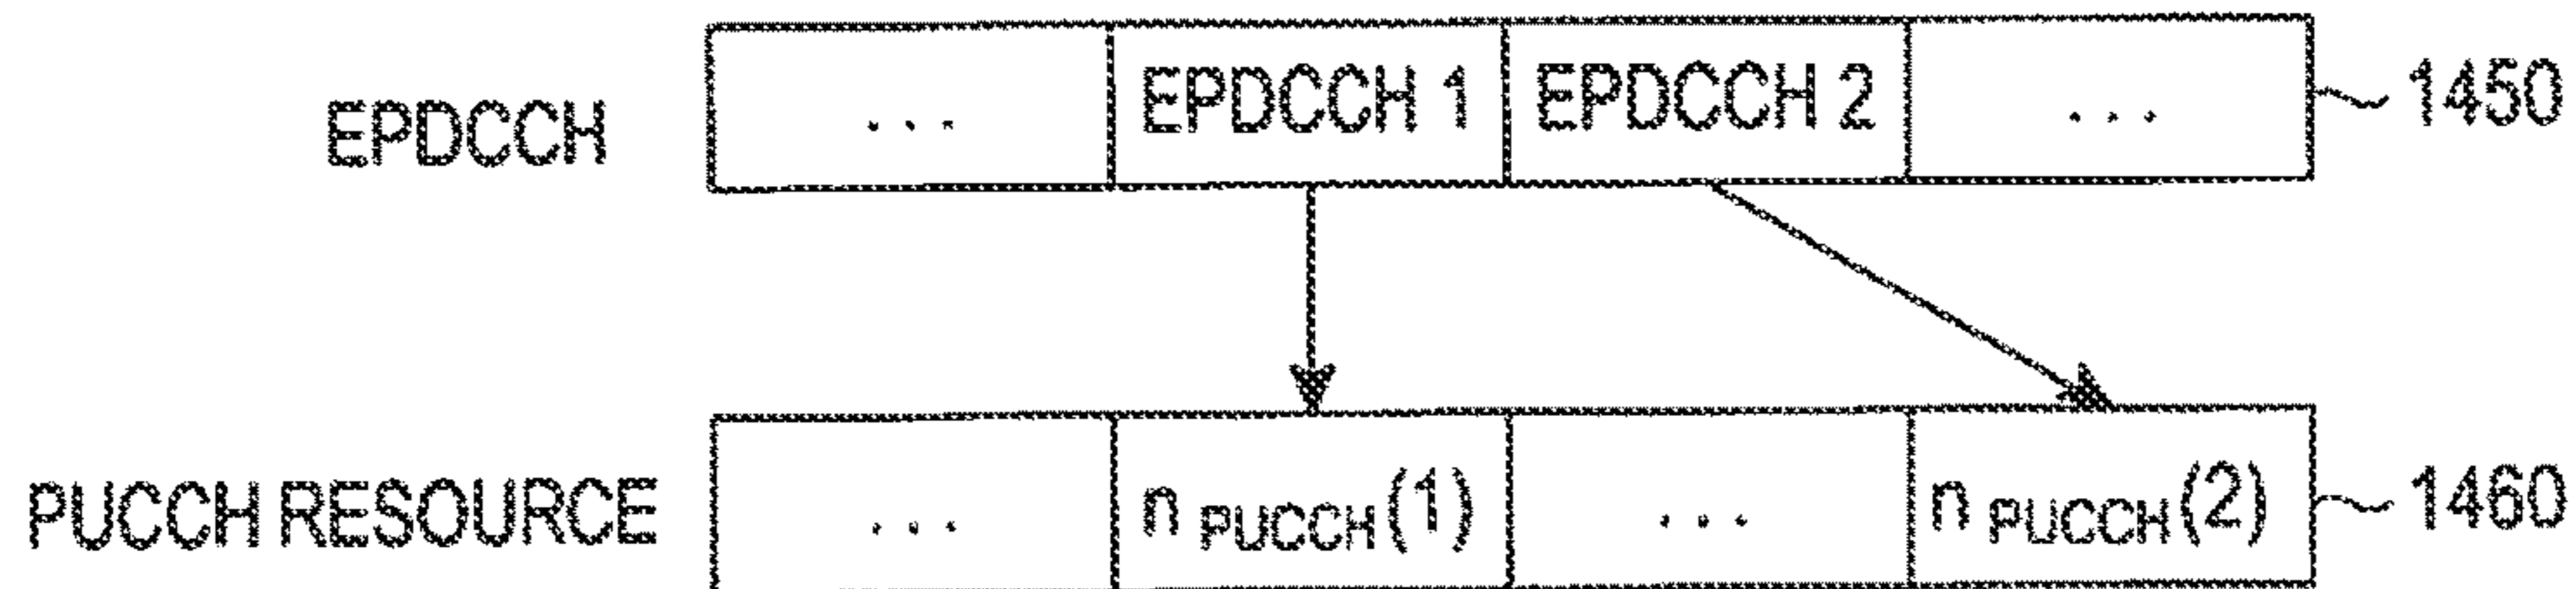 EPDCCH ... EPDCCH 1 EPDCCH 2 ... 1450
PUCCH RESOURCE ... n PUCCH (1) ... n PUCCH (2) 1460